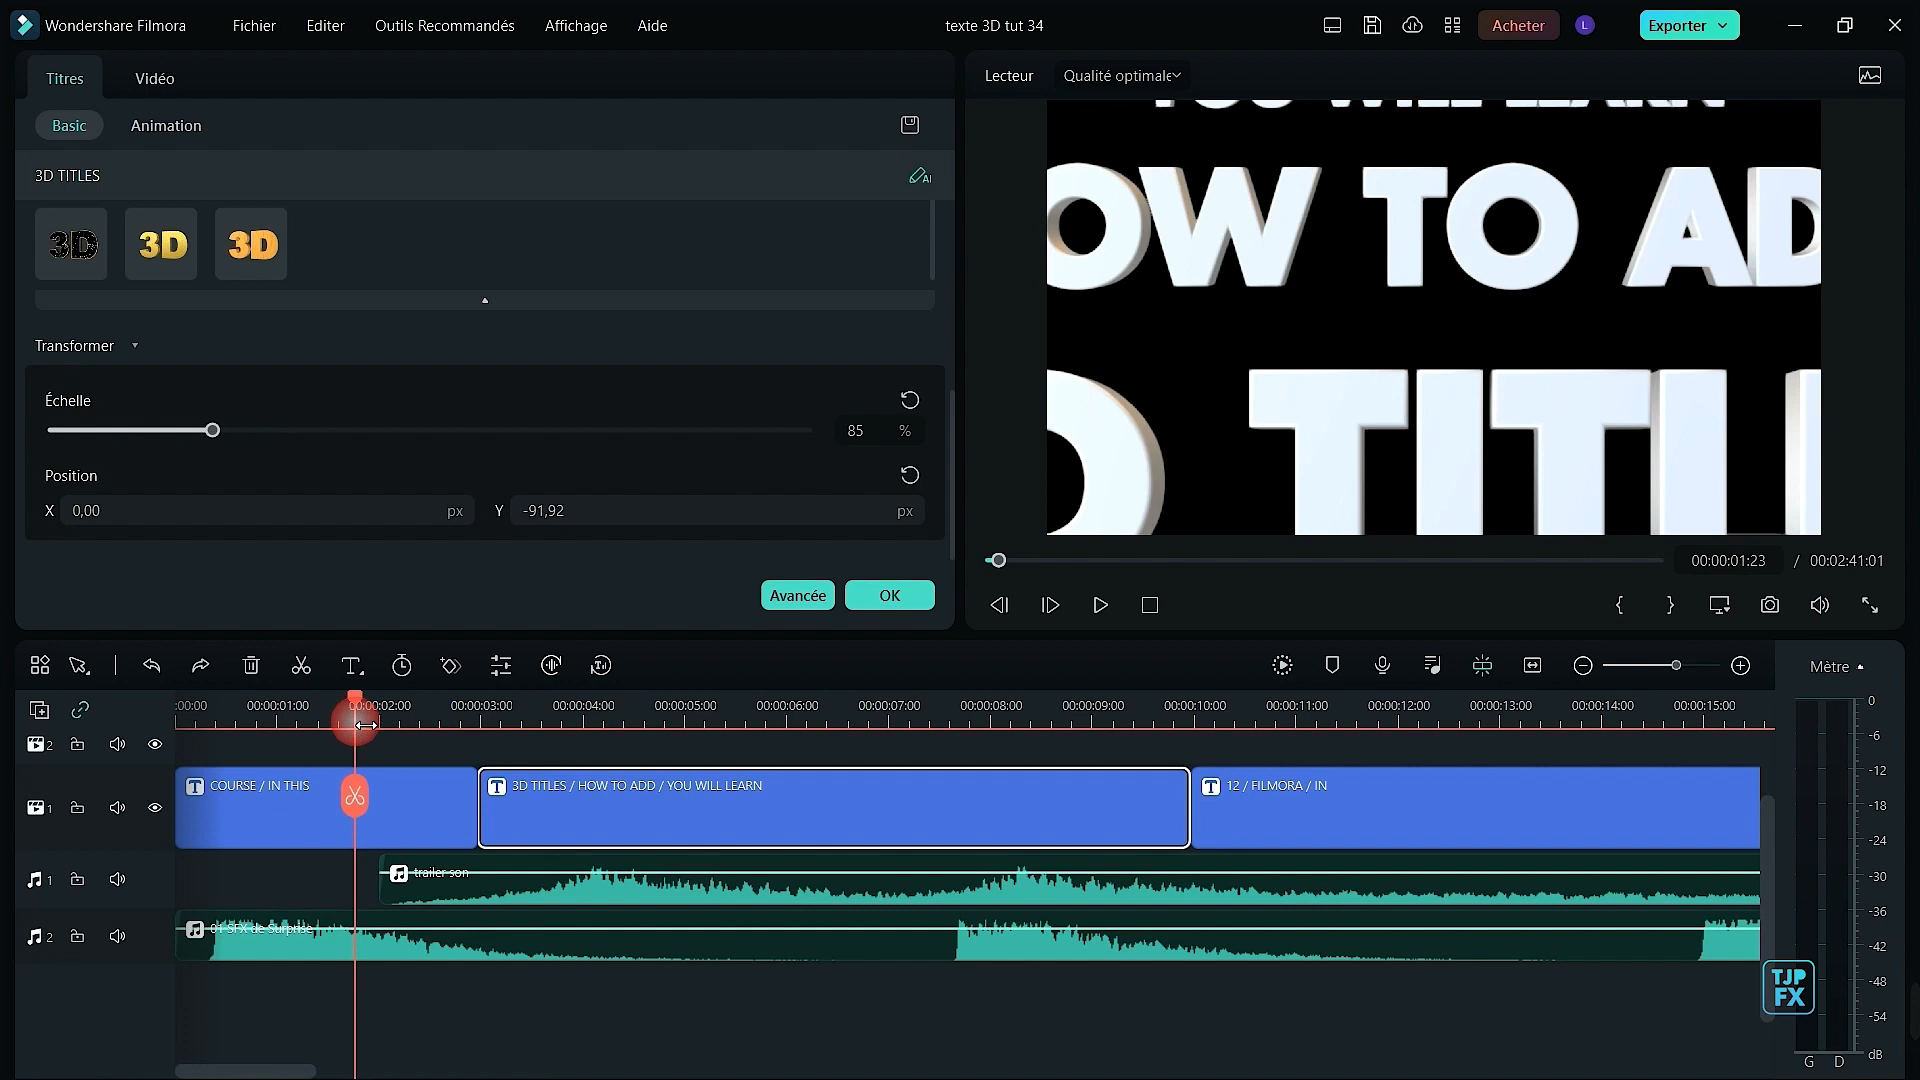 Wondershare Filmora
Fichier
Editer
Outils Recommandés
Affichage
Aide
texte 3D tut 34
Acheter
L
Exporter
Titres
Vidéo
Lecteur
Qualité optimale
Basic
Animation
3D TITLES
AI
3D
3D
3D
YOU WILL LEARN
OW TO AD
D TITL
Transformer
Échelle
85 %
Position
X 0,00 px
Y -91,92 px
Avancée
OK
00:00:01:23 / 00:02:41:01
Mètre
:00:00
00:00:01:00
00:00:02:00
00:00:03:00
00:00:04:00
00:00:05:00
00:00:06:00
00:00:07:00
00:00:08:00
00:00:09:00
00:00:10:00
00:00:11:00
00:00:12:00
00:00:13:00
00:00:14:00
00:00:15:00
2
1
T COURSE / IN THIS
T 3D TITLES / HOW TO ADD / YOU WILL LEARN
T 12 / FILMORA / IN
1
trailer son
2
01 SFX de Surprise
0
-6
-12
-18
-24
-30
-36
-42
-48
-54
dB
G D
TJP
FX